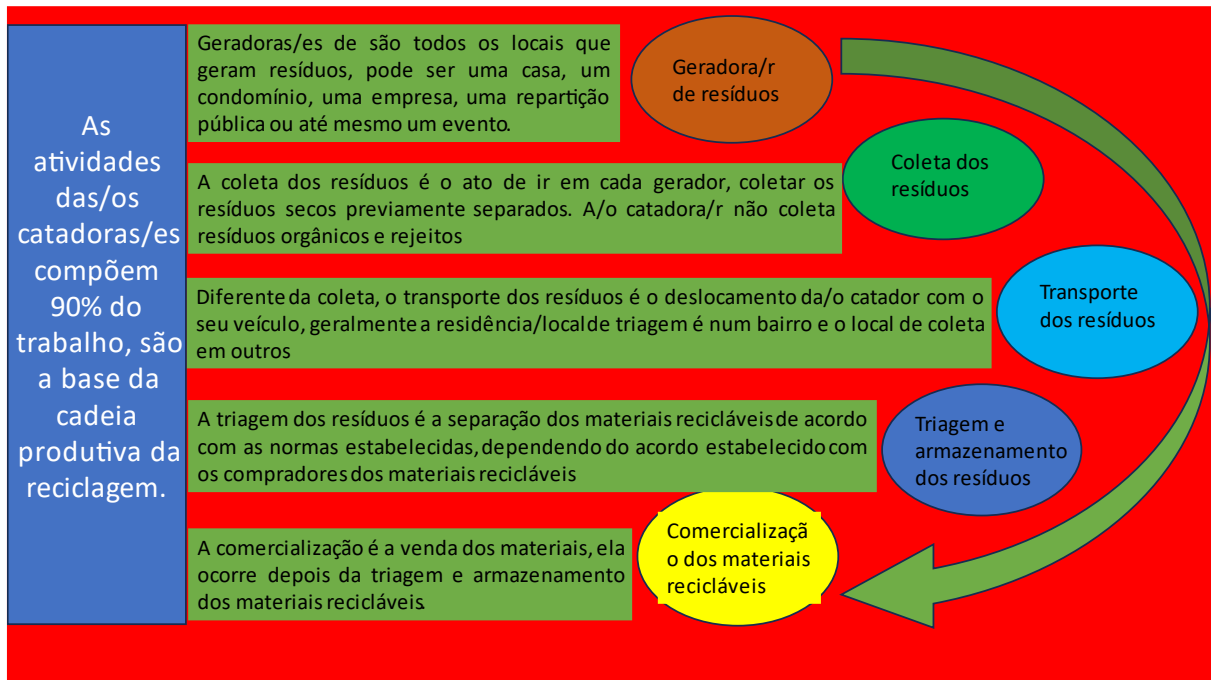 As
atividades
das/os
catadoras/es
compõem
90% do
trabalho, são
a base da
cadeia
produtiva da
reciclagem.
Geradoras/es de são todos os locais que
geram resíduos, pode ser uma casa, um
condomínio, uma empresa, uma repartição
pública ou até mesmo um evento.
Geradora/r
de resíduos
A coleta dos resíduos é o ato de ir em cada gerador, coletar os
resíduos secos previamente separados. A/o catadora/r não coleta
resíduos orgânicos e rejeitos
Coleta dos
resíduos
Diferente da coleta, o transporte dos resíduos é o deslocamento da/o catador com o
seu veículo, geralmente a residência/local de triagem é num bairro e o local de coleta
em outros
Transporte
dos resíduos
A triagem dos resíduos é a separação dos materiais recicláveis de acordo
com as normas estabelecidas, dependendo do acordo estabelecido com
os compradores dos materiais recicláveis
Triagem e
armazenamento
dos resíduos
A comercialização é a venda dos materiais, ela
ocorre depois da triagem e armazenamento
dos materiais recicláveis.
Comercializaçã
o dos materiais
recicláveis